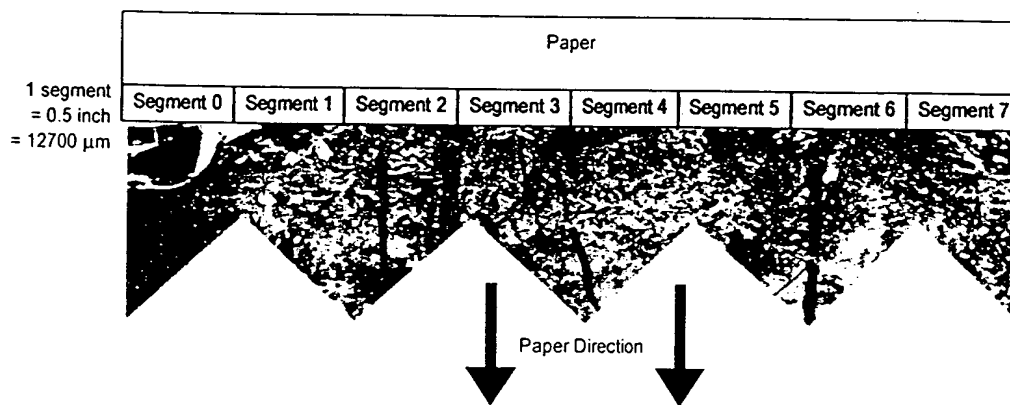 Paper
1 segment
= 0.5 inch
= 12700 μm
Segment 0 Segment 1 Segment 2 Segment 3 Segment 4 Segment 5 Segment 6 Segment 7
Paper Direction